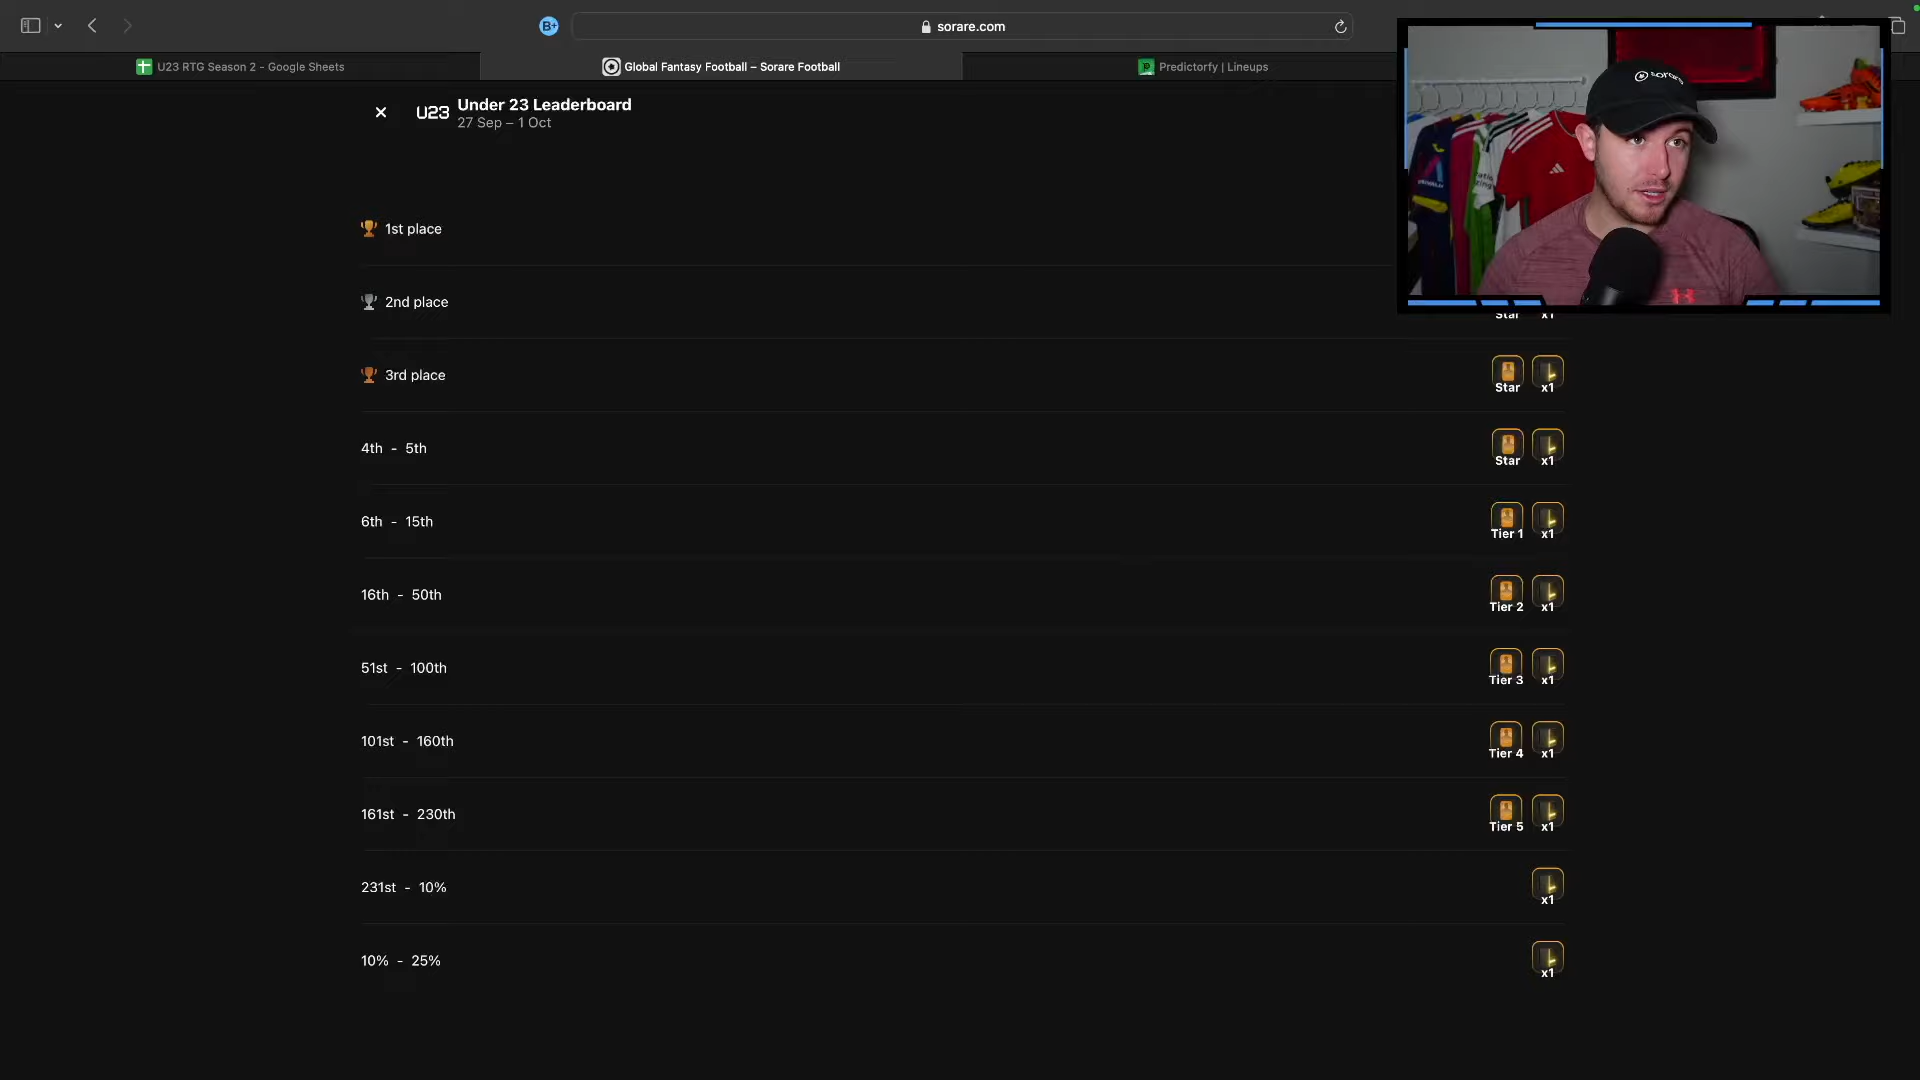 sorare.com
U23 RTG Season 2 - Google Sheets
Global Fantasy Football – Sorare Football
Predictorfy | Lineups
U23
Under 23 Leaderboard
27 Sep – 1 Oct
sorare
1st place
2nd place
Star x1
3rd place
Star x1
4th - 5th
Star x1
6th - 15th
Tier 1 x1
16th - 50th
Tier 2 x1
51st - 100th
Tier 3 x1
101st - 160th
Tier 4 x1
161st - 230th
Tier 5 x1
231st - 10%
x1
10% - 25%
x1